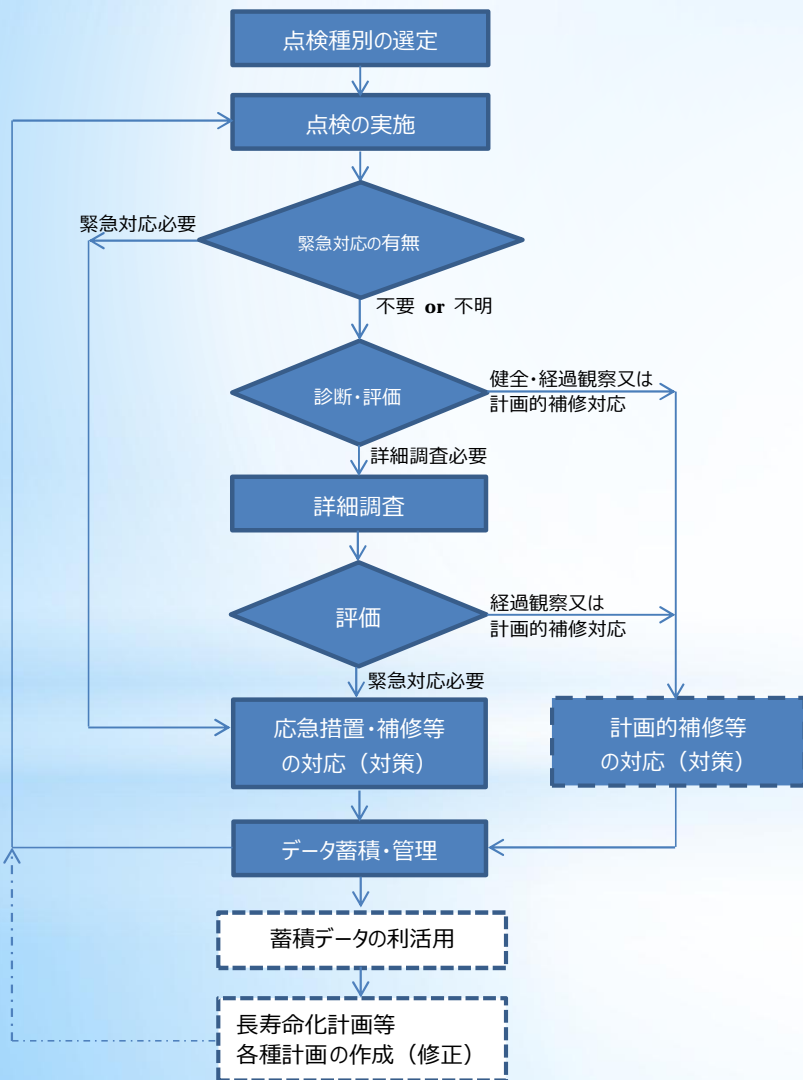 点検種別の選定
点検の実施
緊急対応必要
緊急対応の有無
不要 or 不明
診断・評価
健全・経過観察又は
計画的補修対応
詳細調査必要
詳細調査
評価
経過観察又は
計画的補修対応
緊急対応必要
応急措置・補修等
の対応（対策）
計画的補修等
の対応（対策）
データ蓄積・管理
蓄積データの利活用
長寿命化計画等
各種計画の作成（修正）